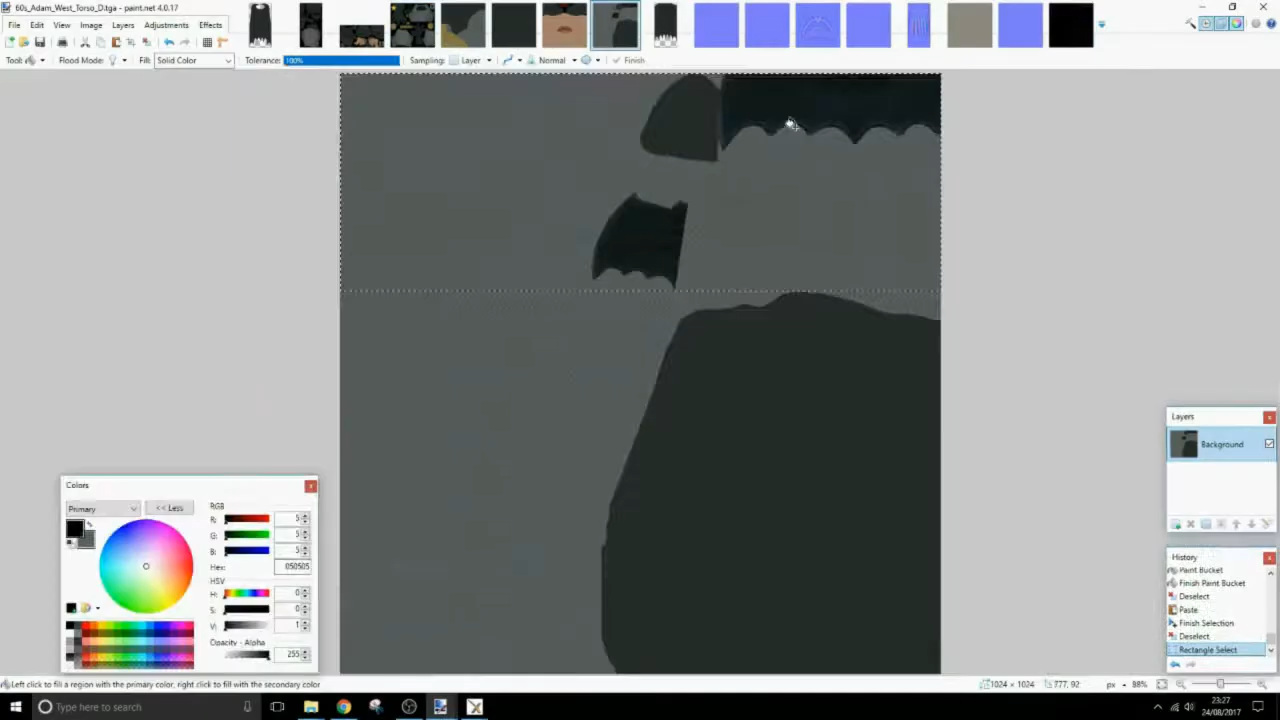 60s_Adam_West_Torso_D.tga - paint.net 4.0.17
File Edit View Image Layers Adjustments Effects
Tool: Flood Mode: Fill: Solid Color Tolerance: 100% Sampling: Layer Normal Finish
Colors
Primary
<< Less
RGB
R: 5
G: 5
B: 5
Hex: 050505
HSV
H: 0
S: 0
V: 1
Opacity - Alpha
255
Layers
Background
History
Paint Bucket
Finish Paint Bucket
Deselect
Paste
Finish Selection
Deselect
Rectangle Select
Left click to fill a region with the primary color, right click to fill with the secondary color
1024 × 1024 777, 92 px 88%
Type here to search
23:27
24/08/2017